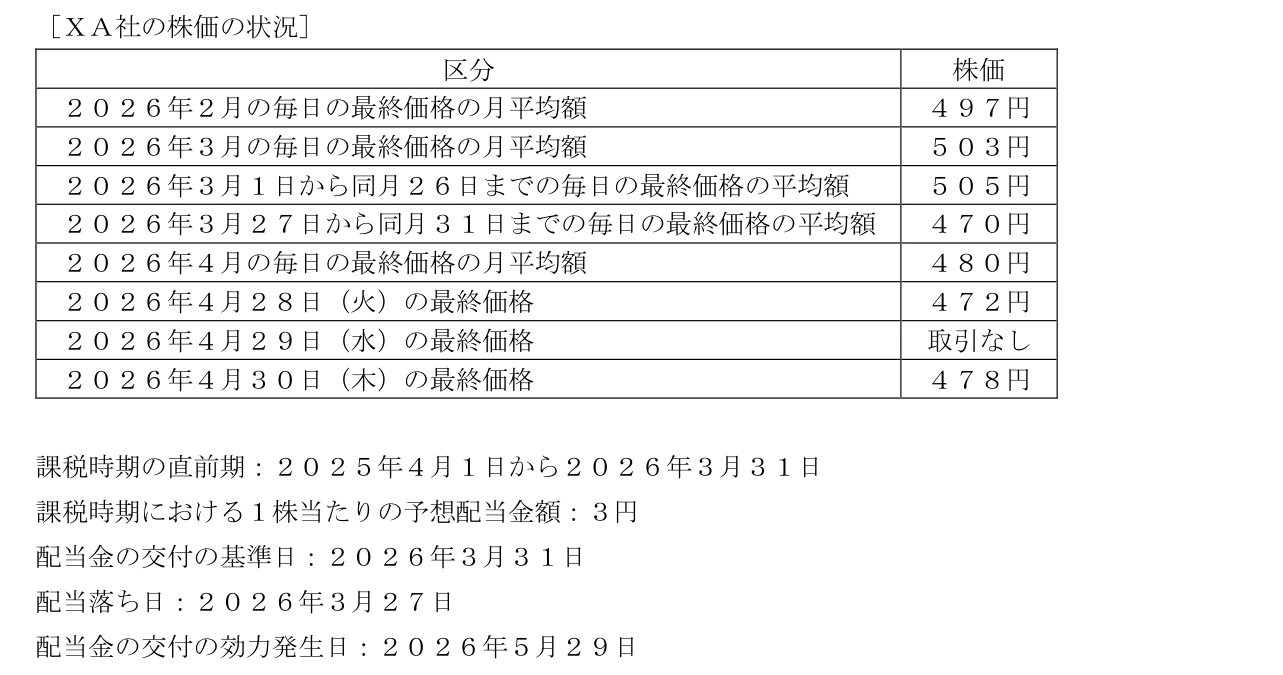 ［ＸＡ社の株価の状況］
区分 株価
２０２６年２月の毎日の最終価格の月平均額 ４９７円
２０２６年３月の毎日の最終価格の月平均額 ５０３円
２０２６年３月１日から同月２６日までの毎日の最終価格の平均額 ５０５円
２０２６年３月２７日から同月３１日までの毎日の最終価格の平均額 ４７０円
２０２６年４月の毎日の最終価格の月平均額 ４８０円
２０２６年４月２８日（火）の最終価格 ４７２円
２０２６年４月２９日（水）の最終価格 取引なし
２０２６年４月３０日（木）の最終価格 ４７８円
課税時期の直前期：２０２５年４月１日から２０２６年３月３１日
課税時期における１株当たりの予想配当金額：３円
配当金の交付の基準日：２０２６年３月３１日
配当落ち日：２０２６年３月２７日
配当金の交付の効力発生日：２０２６年５月２９日